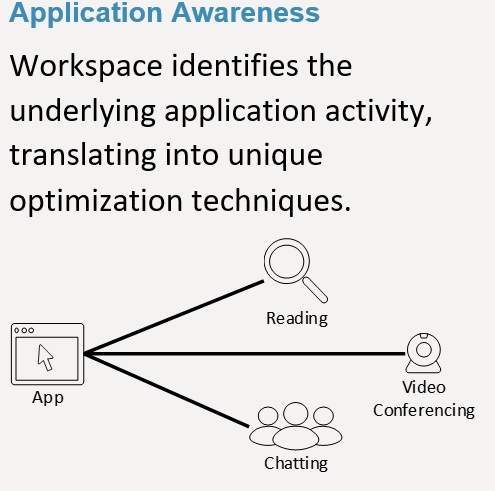 Application Awareness
Workspace identifies the
underlying application activity,
translating into unique
optimization techniques.
Reading
App
Video
Conferencing
Chatting